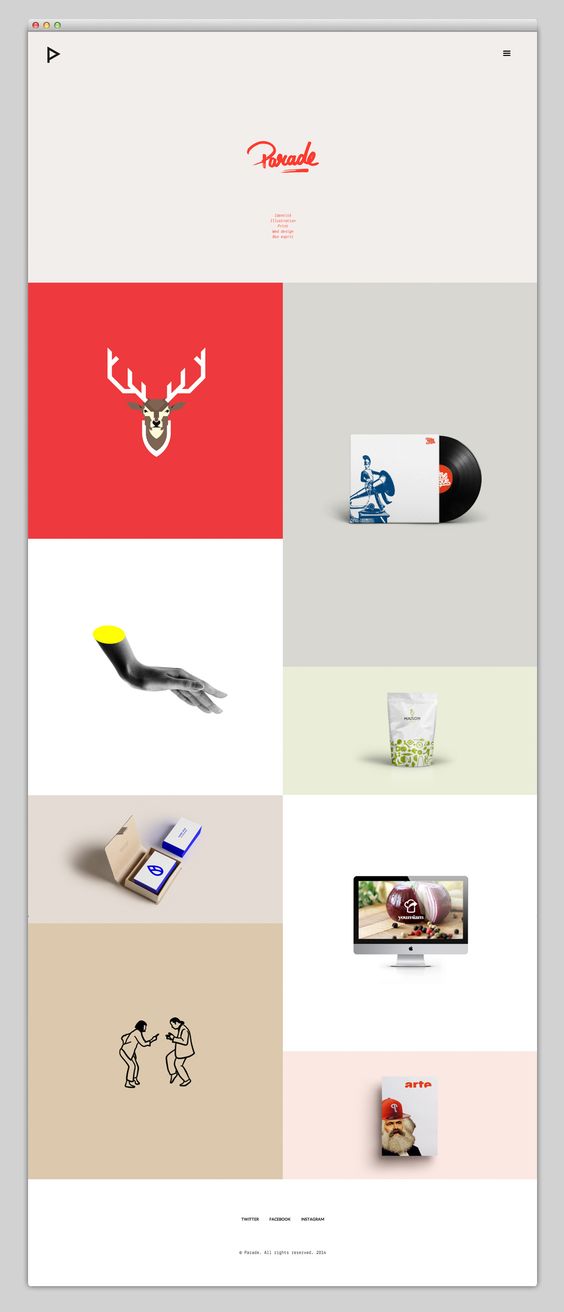 Parade
Identité
Illustration
Print
Web design
Bon esprit
MAISON
youmiam
arte
TWITTER
FACEBOOK
INSTAGRAM
© Parade. All rights reserved. 2014